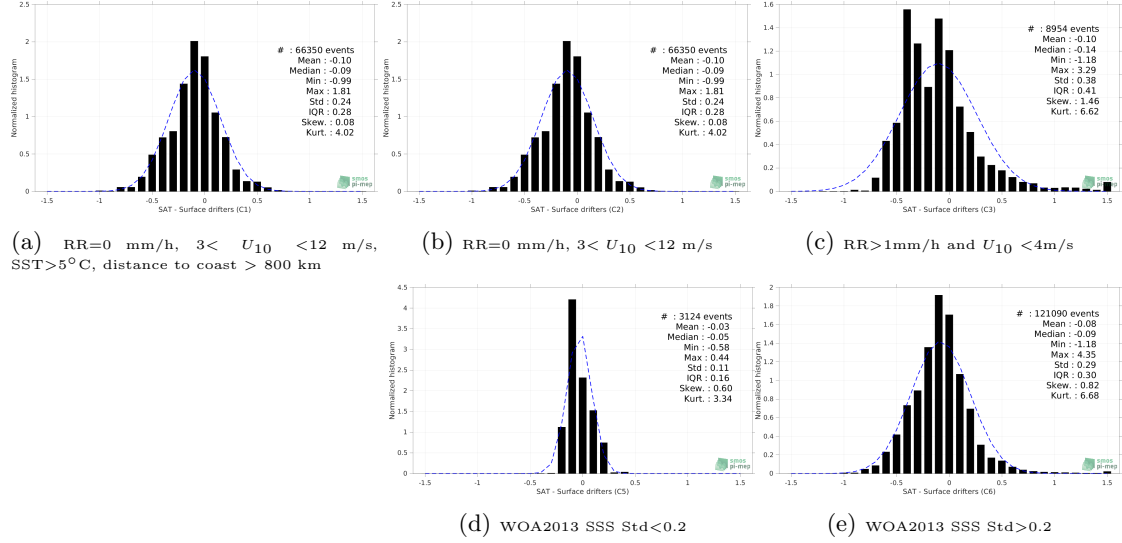 2.5
2
1.5
1
0.5
0
Normalized histogram
# : 66350 events
Mean : -0.10
Median : -0.09
Min : -0.99
Max : 1.81
Std : 0.24
IQR : 0.28
Skew. : 0.08
Kurt. : 4.02
smos
pi-mep
-1.5 -1 -0.5 0 0.5 1 1.5
SAT - Surface drifters (C1)
(a) RR=0 mm/h, 3< U10 <12 m/s,
SST>5°C, distance to coast > 800 km
2.5
2
1.5
1
0.5
0
Normalized histogram
# : 66350 events
Mean : -0.10
Median : -0.09
Min : -0.99
Max : 1.81
Std : 0.24
IQR : 0.28
Skew. : 0.08
Kurt. : 4.02
smos
pi-mep
-1.5 -1 -0.5 0 0.5 1 1.5
SAT - Surface drifters (C2)
(b) RR=0 mm/h, 3< U10 <12 m/s
1.6
1.4
1.2
1
0.8
0.6
0.4
0.2
0
Normalized histogram
# : 8954 events
Mean : -0.10
Median : -0.14
Min : -1.18
Max : 3.29
Std : 0.38
IQR : 0.41
Skew. : 1.46
Kurt. : 6.62
smos
pi-mep
-1.5 -1 -0.5 0 0.5 1 1.5
SAT - Surface drifters (C3)
(c) RR>1mm/h and U10 <4m/s
4.5
4
3.5
3
2.5
2
1.5
1
0.5
0
Normalized histogram
# : 3124 events
Mean : -0.03
Median : -0.05
Min : -0.58
Max : 0.44
Std : 0.11
IQR : 0.16
Skew. : 0.60
Kurt. : 3.34
smos
pi-mep
-1.5 -1 -0.5 0 0.5 1 1.5
SAT - Surface drifters (C5)
(d) WOA2013 SSS Std<0.2
2
1.8
1.6
1.4
1.2
1
0.8
0.6
0.4
0.2
0
Normalized histogram
# : 121090 events
Mean : -0.08
Median : -0.09
Min : -1.18
Max : 4.35
Std : 0.29
IQR : 0.30
Skew. : 0.82
Kurt. : 6.68
smos
pi-mep
-1.5 -1 -0.5 0 0.5 1 1.5
SAT - Surface drifters (C6)
(e) WOA2013 SSS Std>0.2